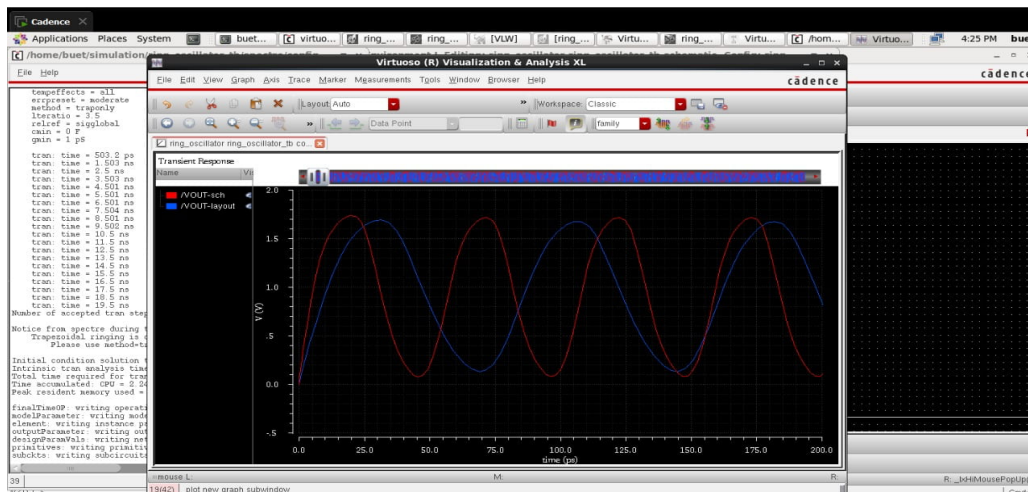 Cadence
Applications Places System buet... virtuo... ring_... ring_... [VLW] [ring_... Virtu... ring_... Virtu... /hom... Virtuo... 4:25 PM bue
/home/buet/simulation/
Virtuoso (R) Visualization & Analysis XL
File Help
File Edit View Graph Axis Trace Marker Measurements Tools Window Browser Help
cādence
cādence
Layout: Auto
Workspace: Classic
Data Point
family
ring_oscillator ring_oscillator_tb co...
Transient Response
Name Vi
/VOUT-sch
/VOUT-layout
tempeffects = all
errpreset = moderate
method = traponly
lteratio = 3.5
relref = sigglobal
cmin = 0 F
gmin = 1 pS
tran: time = 503.2 ps
tran: time = 1.503 ns
tran: time = 2.5 ns
tran: time = 3.503 ns
tran: time = 4.501 ns
tran: time = 5.501 ns
tran: time = 6.501 ns
tran: time = 7.504 ns
tran: time = 8.501 ns
tran: time = 9.502 ns
tran: time = 10.5 ns
tran: time = 11.5 ns
tran: time = 12.5 ns
tran: time = 13.5 ns
tran: time = 14.5 ns
tran: time = 15.5 ns
tran: time = 16.5 ns
tran: time = 17.5 ns
tran: time = 18.5 ns
tran: time = 19.5 ns
Number of accepted tran step
Notice from spectre during t
Trapezoidal ringing is d
Please use method=tr
Initial condition solution t
Intrinsic tran analysis time
Total time required for tran
Time accumulated: CPU = 2.24
Peak resident memory used =
finalTimeOP: writing operati
modelParameter: writing mode
element: writing instance pa
outputParameter: writing out
designParamVals: writing net
primitives: writing primitiv
subckts: writing subcircuits
39
2.0
1.5
1.0
.5
0.0
-.5
V (V)
0.0 25.0 50.0 75.0 100.0 125.0 150.0 175.0 200.0
time (ps)
mouse L: M: R:
19(42) plot new graph subwindow
R: _lxHiMousePopUp